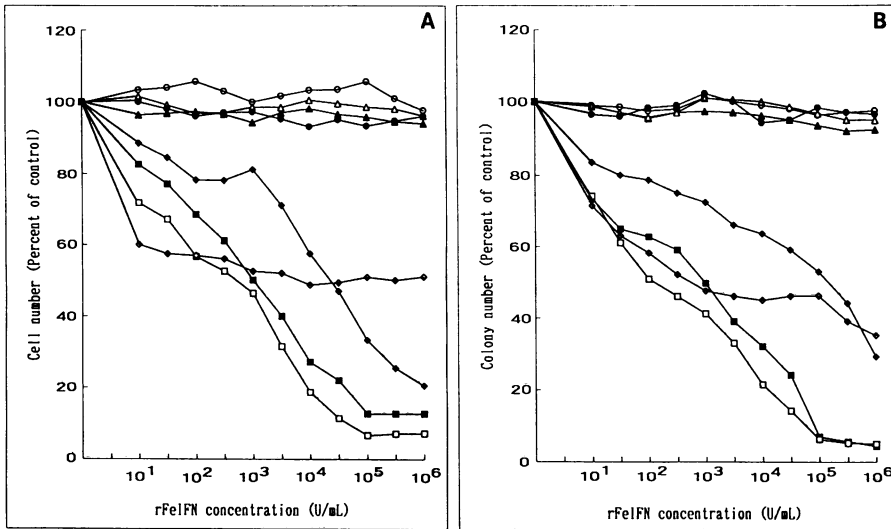 A
120
100
80
60
40
20
0
Cell number (Percent of control)
10¹ 10² 10³ 10⁴ 10⁵ 10⁶
rFeIFN concentration (U/mL)
B
120
100
80
60
40
20
0
Colony number (Percent of control)
10¹ 10² 10³ 10⁴ 10⁵ 10⁶
rFeIFN concentration (U/mL)